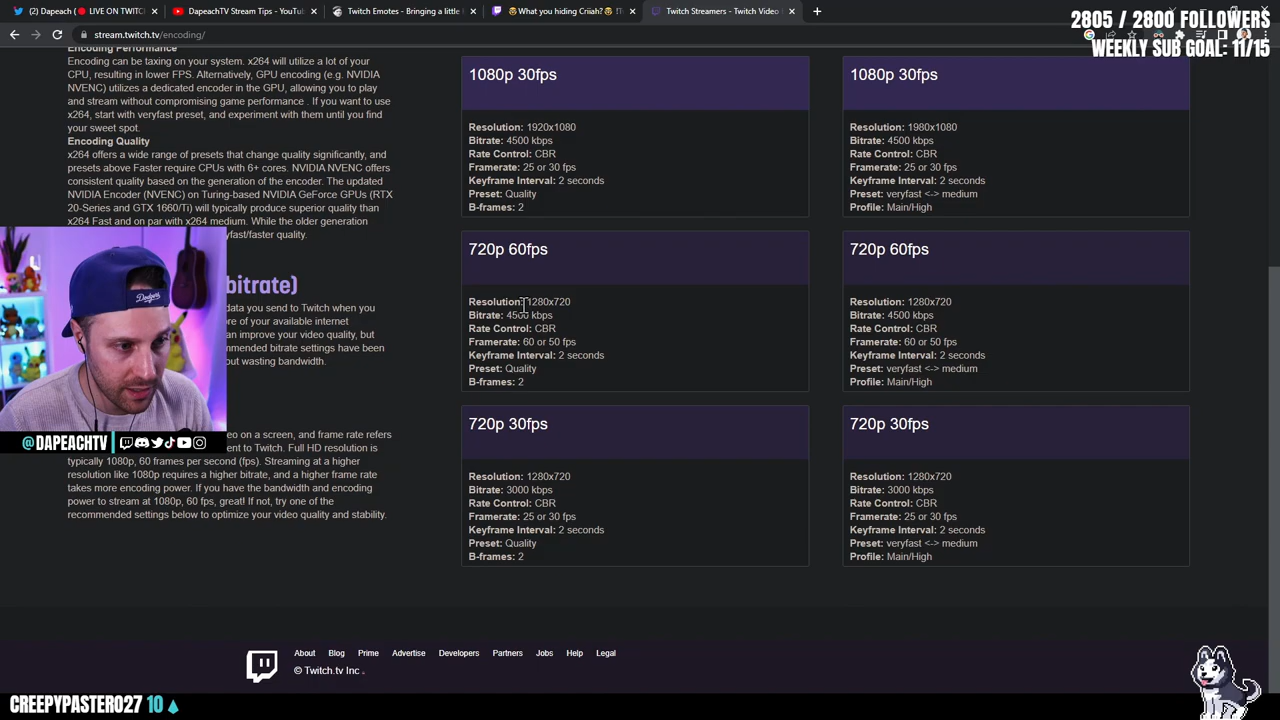 (2) Dapeach ( LIVE ON TWITCH
DapeachTV Stream Tips - YouTu
Twitch Emotes - Bringing a little
What you hiding Criiah?
Twitch Streamers - Twitch Video
stream.twitch.tv/encoding/
2805 / 2800 FOLLOWERS
WEEKLY SUB GOAL: 11/15
Encoding Performance
Encoding can be taxing on your system. x264 will utilize a lot of your
CPU, resulting in lower FPS. Alternatively, GPU encoding (e.g. NVIDIA
NVENC) utilizes a dedicated encoder in the GPU, allowing you to play
and stream without compromising game performance . If you want to use
x264, start with veryfast preset, and experiment with them until you find
your sweet spot.
Encoding Quality
x264 offers a wide range of presets that change quality significantly, and
presets above Faster require CPUs with 6+ cores. NVIDIA NVENC offers
consistent quality based on the generation of the encoder. The updated
NVIDIA Encoder (NVENC) on Turing-based NVIDIA GeForce GPUs (RTX
20-Series and GTX 1660/Ti) will typically produce superior quality than
x264 Fast and on par with x264 medium. While the older generation
yfast/faster quality.
bitrate)
data you send to Twitch when you
ore of your available internet
an improve your video quality, but
mmended bitrate settings have been
out wasting bandwidth.
eo on a screen, and frame rate refers
ent to Twitch. Full HD resolution is
typically 1080p, 60 frames per second (fps). Streaming at a higher
resolution like 1080p requires a higher bitrate, and a higher frame rate
takes more encoding power. If you have the bandwidth and encoding
power to stream at 1080p, 60 fps, great! If not, try one of the
recommended settings below to optimize your video quality and stability.
1080p 30fps
Resolution: 1920x1080
Bitrate: 4500 kbps
Rate Control: CBR
Framerate: 25 or 30 fps
Keyframe Interval: 2 seconds
Preset: Quality
B-frames: 2
1080p 30fps
Resolution: 1980x1080
Bitrate: 4500 kbps
Rate Control: CBR
Framerate: 25 or 30 fps
Keyframe Interval: 2 seconds
Preset: veryfast <-> medium
Profile: Main/High
720p 60fps
Resolution: 1280x720
Bitrate: 4500 kbps
Rate Control: CBR
Framerate: 60 or 50 fps
Keyframe Interval: 2 seconds
Preset: Quality
B-frames: 2
720p 60fps
Resolution: 1280x720
Bitrate: 4500 kbps
Rate Control: CBR
Framerate: 60 or 50 fps
Keyframe Interval: 2 seconds
Preset: veryfast <-> medium
Profile: Main/High
720p 30fps
Resolution: 1280x720
Bitrate: 3000 kbps
Rate Control: CBR
Framerate: 25 or 30 fps
Keyframe Interval: 2 seconds
Preset: Quality
B-frames: 2
720p 30fps
Resolution: 1280x720
Bitrate: 3000 kbps
Rate Control: CBR
Framerate: 25 or 30 fps
Keyframe Interval: 2 seconds
Preset: veryfast <-> medium
Profile: Main/High
Dodgers
@DAPEACHTV
About Blog Prime Advertise Developers Partners Jobs Help Legal
© Twitch.tv Inc .
CREEPYPASTER027 10